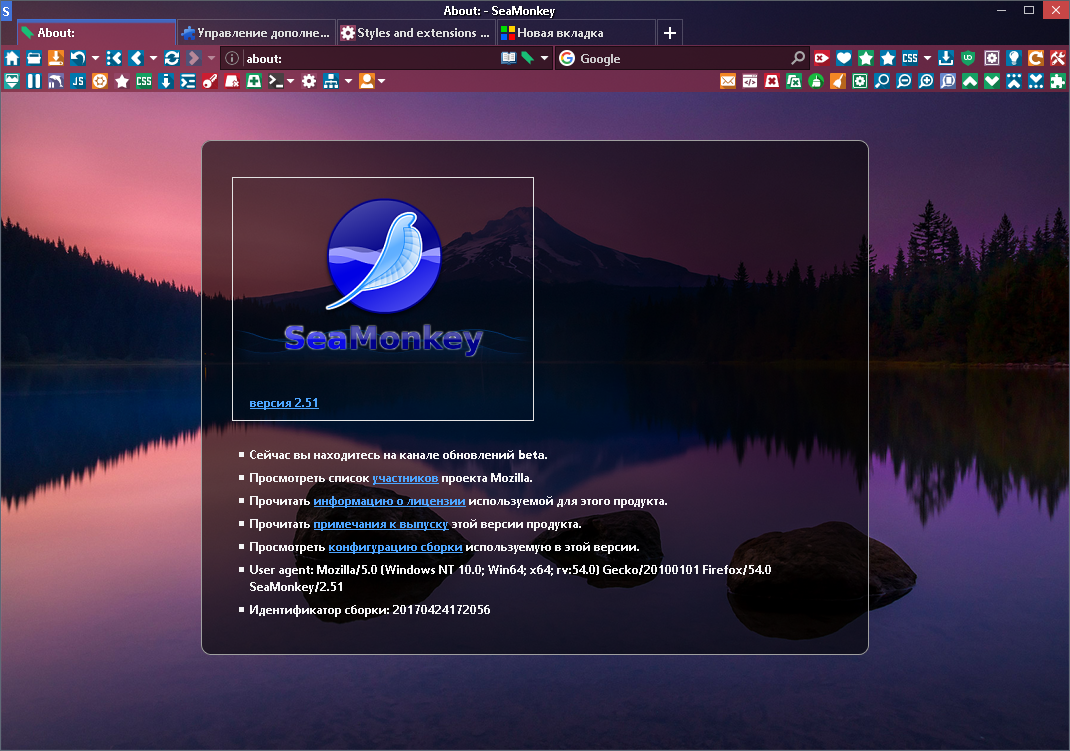 S
About: - SeaMonkey
About:
Управление дополне...
Styles and extensions ...
Новая вкладка
about:
Google
CSS
JS
CSS
SeaMonkey
версия 2.51
Сейчас вы находитесь на канале обновлений beta.
Просмотреть список участников проекта Mozilla.
Прочитать информацию о лицензии используемой для этого продукта.
Прочитать примечания к выпуску этой версии продукта.
Просмотреть конфигурацию сборки используемую в этой версии.
User agent: Mozilla/5.0 (Windows NT 10.0; Win64; x64; rv:54.0) Gecko/20100101 Firefox/54.0
SeaMonkey/2.51
Идентификатор сборки: 20170424172056